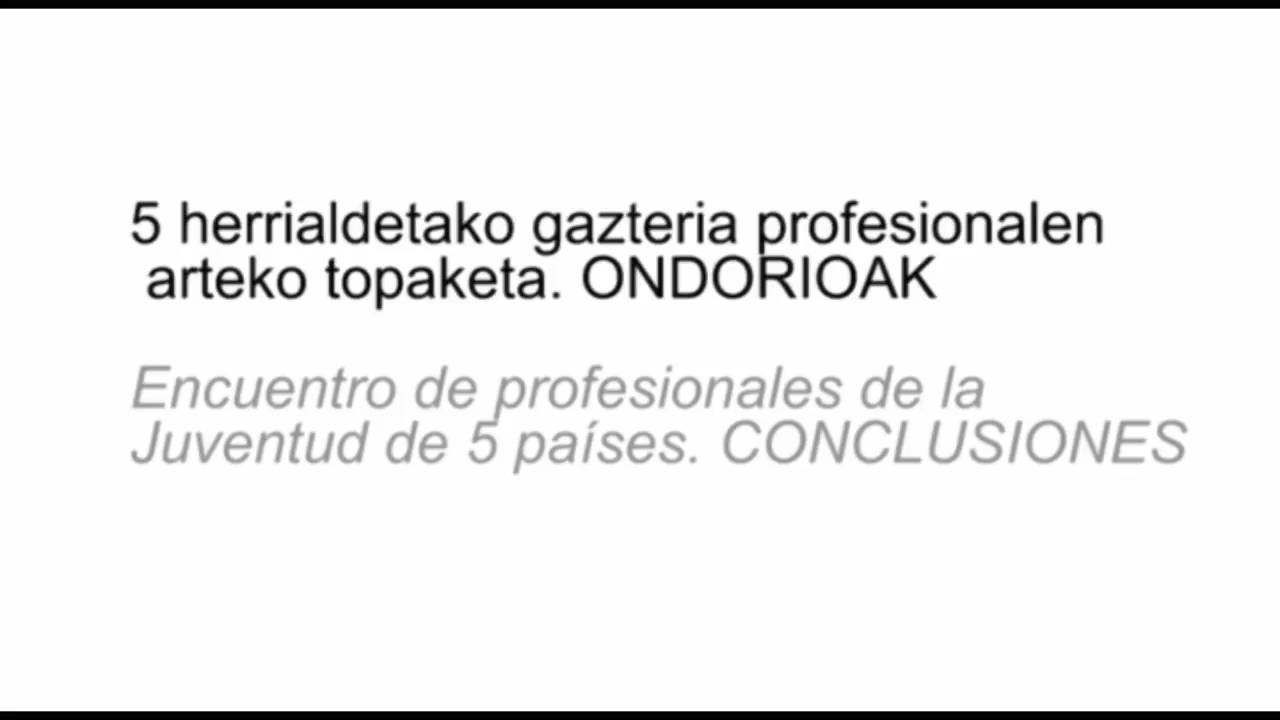 5 herrialdetako gazteria profesionalen
arteko topaketa. ONDORIOAK
Encuentro de profesionales de la
Juventud de 5 países. CONCLUSIONES